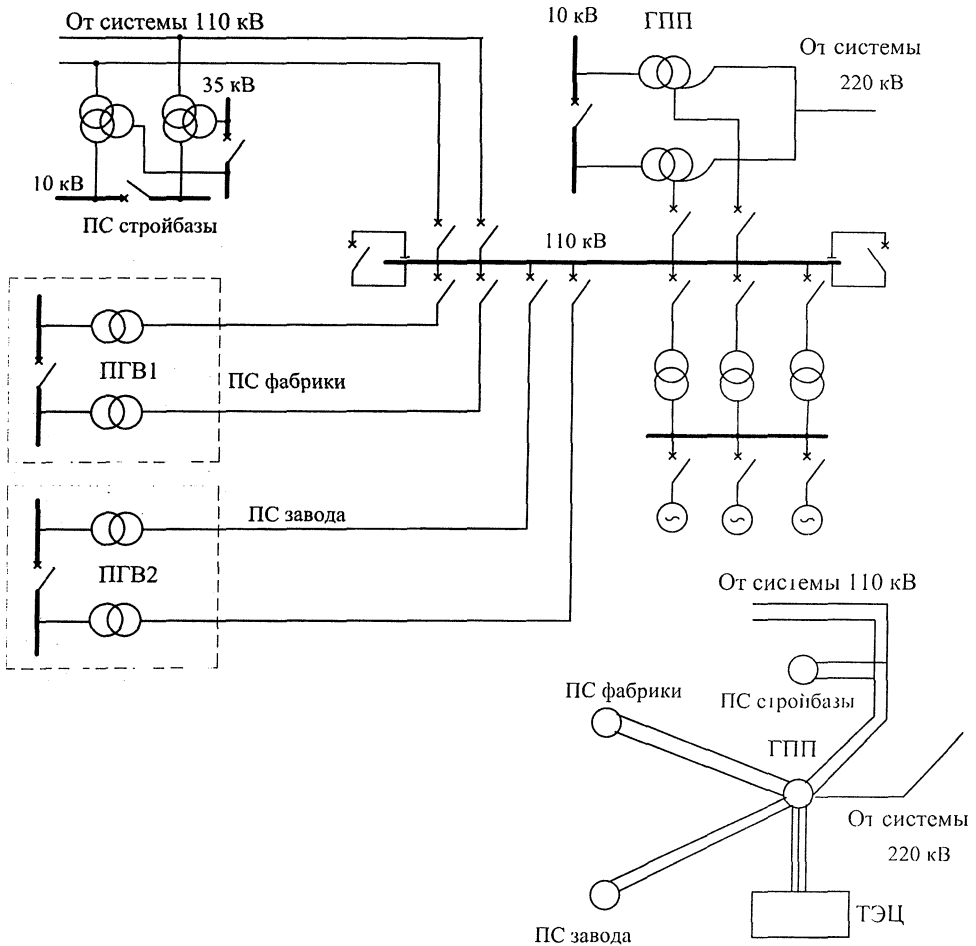 От системы 110 кВ
10 кВ
ГПП
От системы
220 кВ
35 кВ
10 кВ
ПС стройбазы
110 кВ
ПГВ1
ПС фабрики
ПС завода
ПГВ2
От системы 110 кВ
ПС фабрики
ПС стройбазы
ГПП
От системы
220 кВ
ТЭЦ
ПС завода